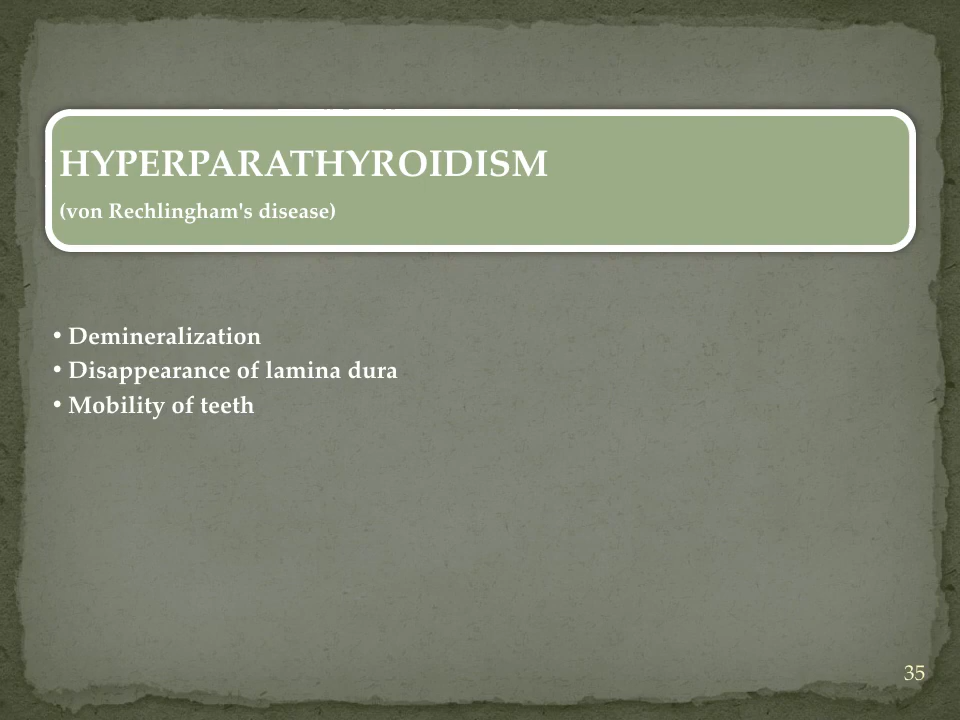 HYPERPARATHYROIDISM
(von Rechlingham's disease)
• Demineralization
• Disappearance of lamina dura
• Mobility of teeth
35